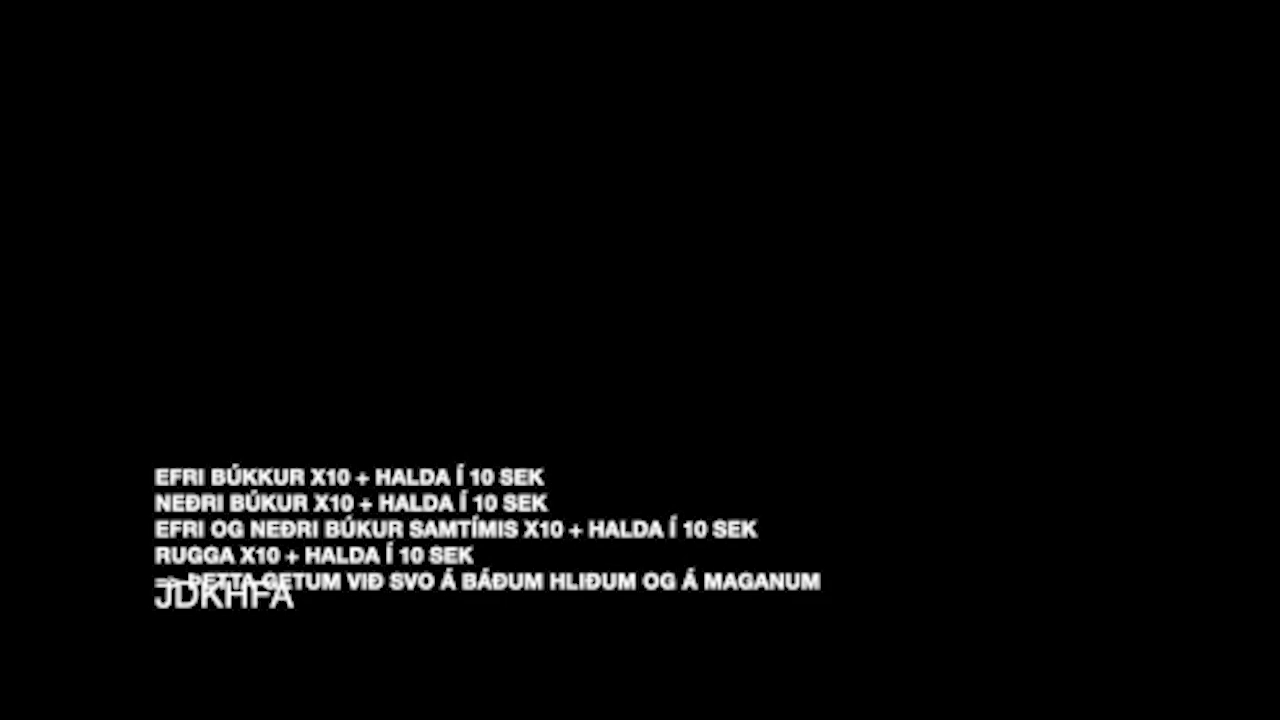 EFRI BÚKKUR X10 + HALDA Í 10 SEK
NEÐRI BÚKUR X10 + HALDA Í 10 SEK
EFRI OG NEÐRI BÚKUR SAMTÍMIS X10 + HALDA Í 10 SEK
RUGGA X10 + HALDA Í 10 SEK
=> ÞETTA GETUM VIÐ SVO Á BÁÐUM HLIÐUM OG Á MAGANUM
JDKHFA